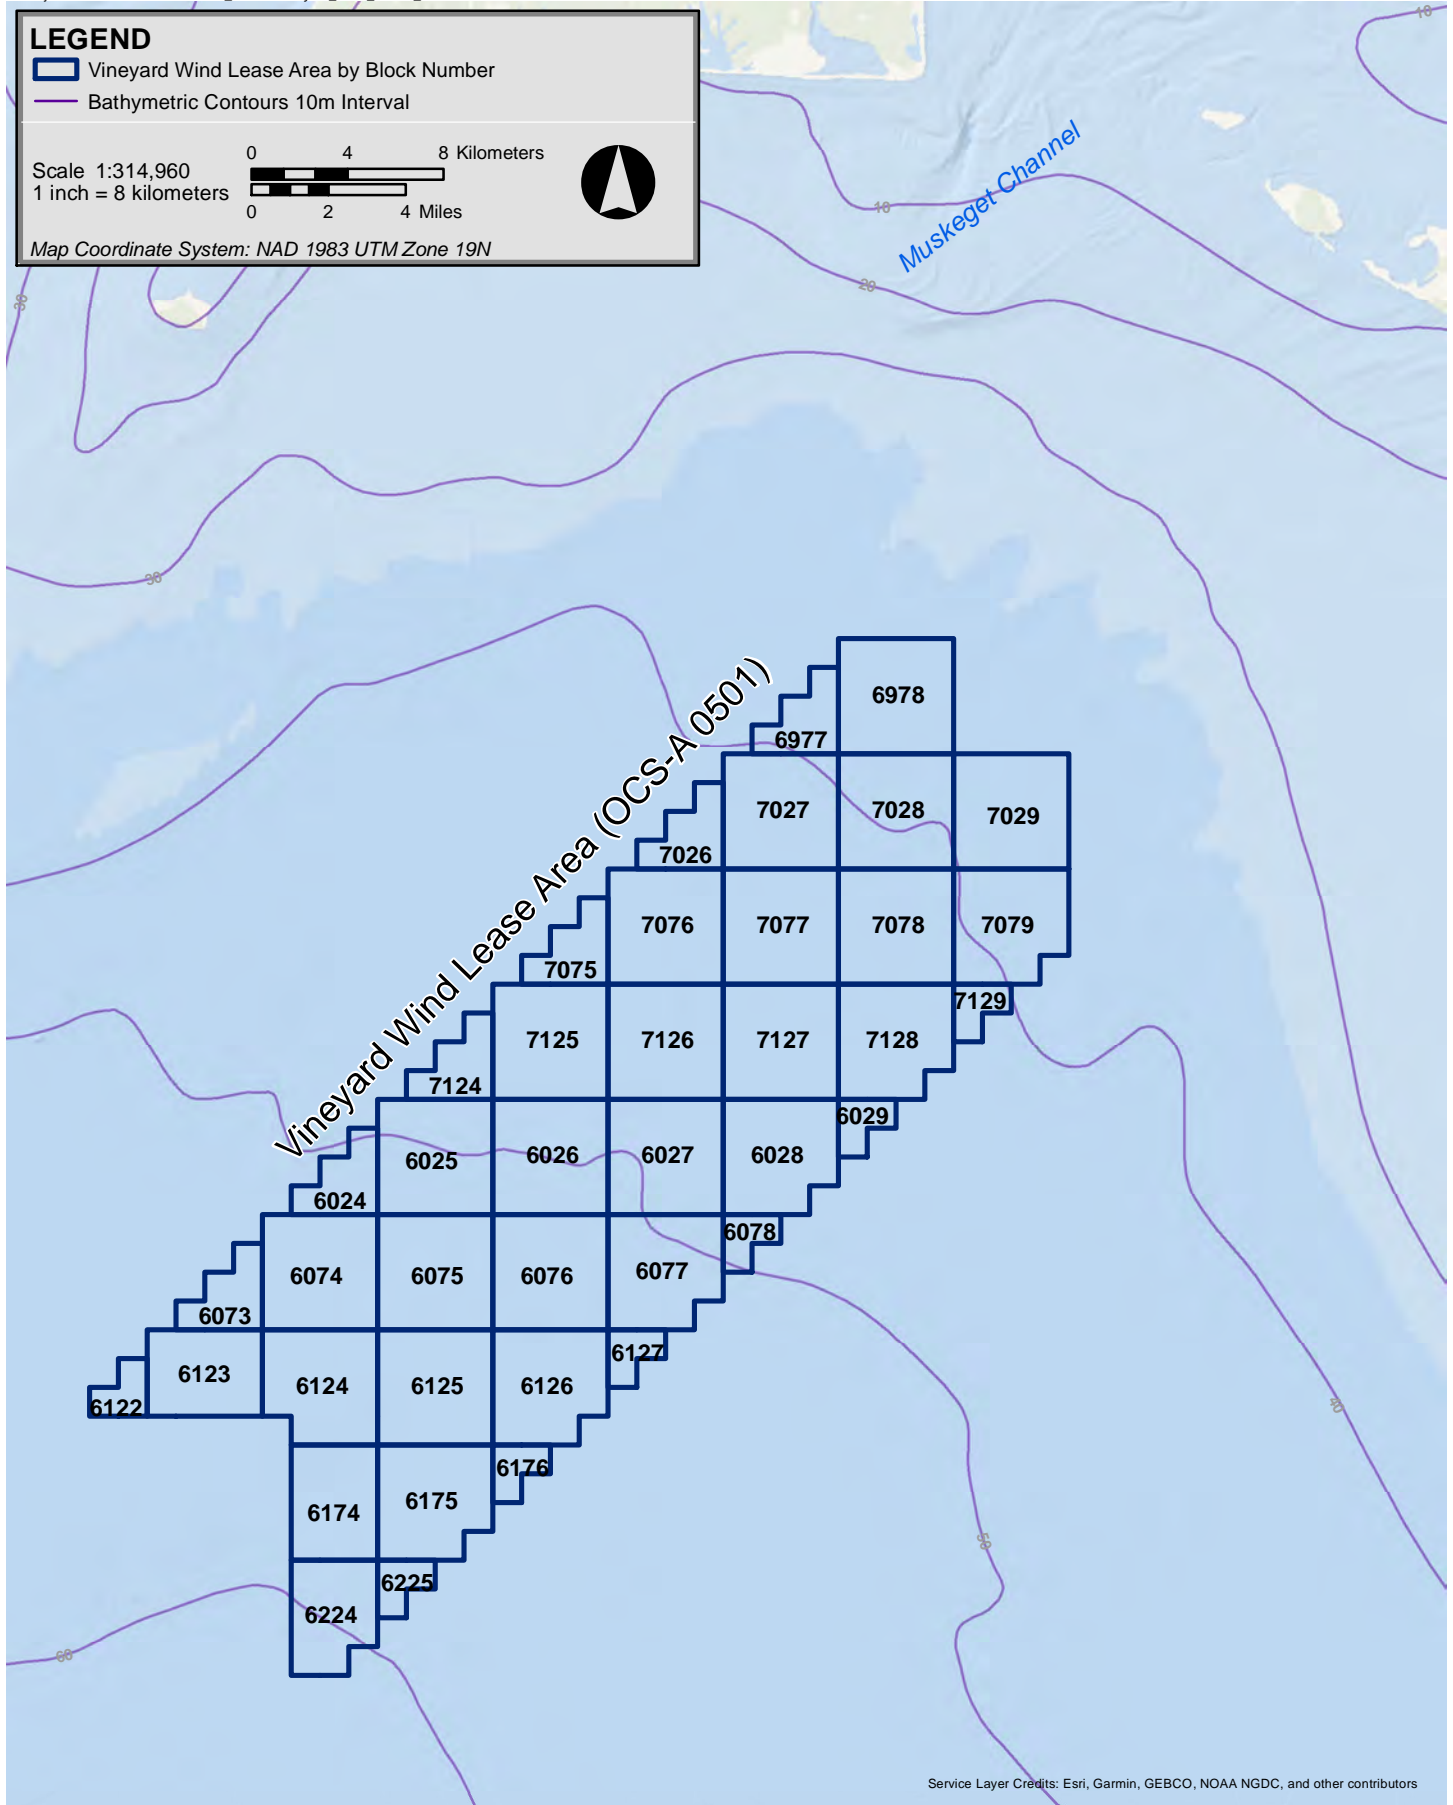 LEGEND
Vineyard Wind Lease Area by Block Number
Bathymetric Contours 10m Interval
Scale 1:314,960
1 inch = 8 kilometers
0 4 8 Kilometers
0 2 4 Miles
Map Coordinate System: NAD 1983 UTM Zone 19N
10
Muskeget Channel
10
20
30
30
Vineyard Wind Lease Area (OCS-A 0501)
6978
6977
7027 7028 7029
7026
7076 7077 7078 7079
7075
7129
7125 7126 7127 7128
7124
6029
6025 6026 6027 6028
6024
6078
6074 6075 6076 6077
6073
6127
6123 6124 6125 6126
6122
40
6176
6174 6175
50
6225
6224
60
Service Layer Credits: Esri, Garmin, GEBCO, NOAA NGDC, and other contributors